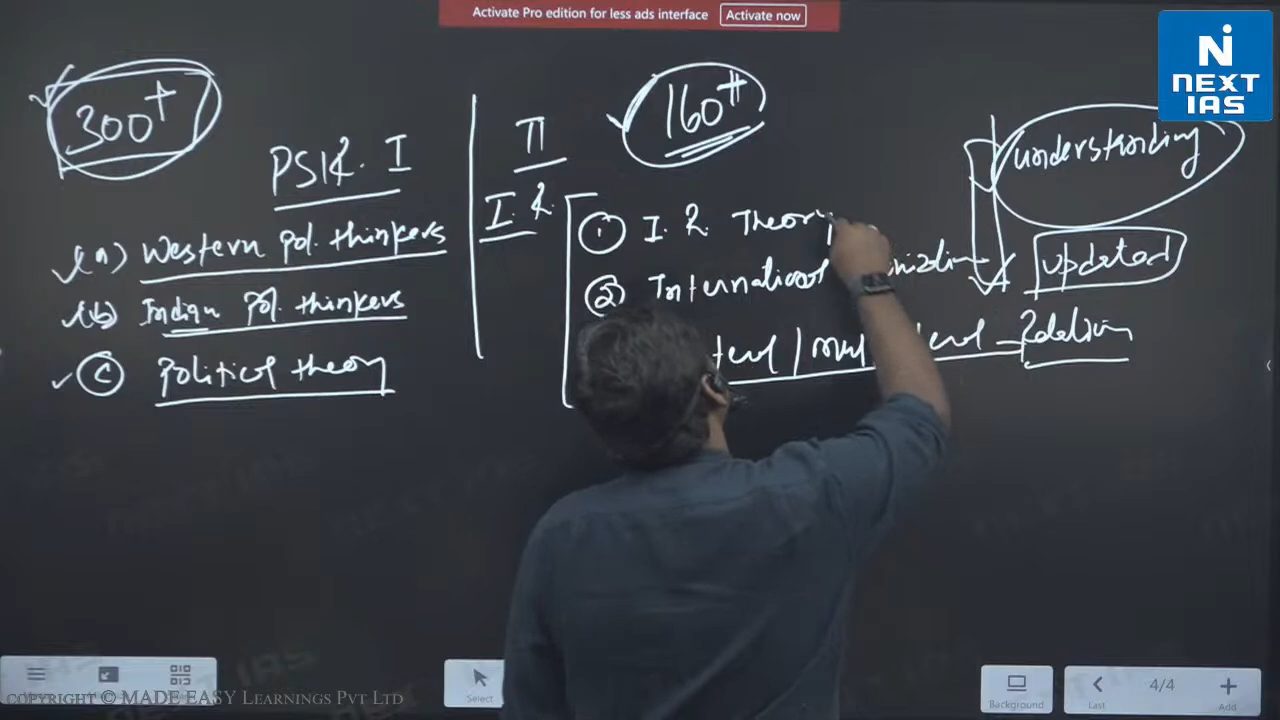 Activate Pro edition for less ads interface Activate now
NEXT IAS
300+
PSIR. I
(a) Western Pol. thinkers
(b) Indian Pol. thinkers
(c) Political theory
II
I. R.
160++
① I. R. Theory
② International
/
understanding
updated
Select
Background
Last
4/4
Add
COPYRIGHT © MADE EASY LEARNINGS PVT LTD